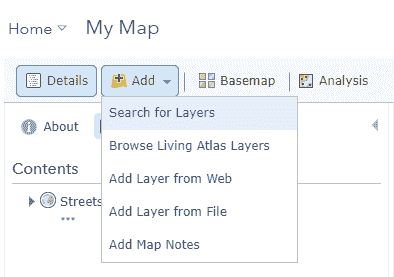 Home My Map
Details Add Basemap Analysis
Search for Layers
Browse Living Atlas Layers
Add Layer from Web
Add Layer from File
Add Map Notes
About
Contents
Streets